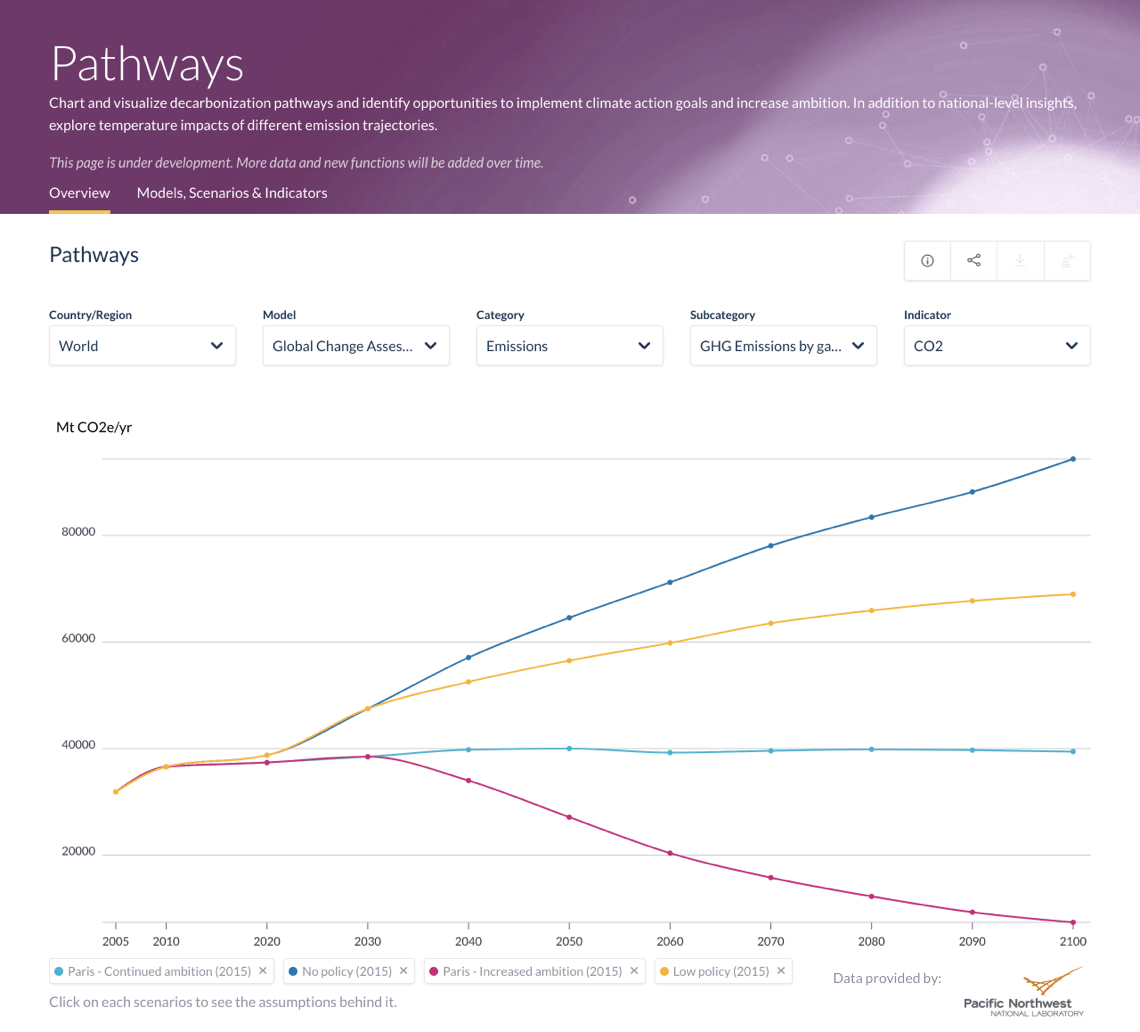 Pathways
Chart and visualize decarbonization pathways and identify opportunities to implement climate action goals and increase ambition. In addition to national-level insights,
explore temperature impacts of different emission trajectories.
This page is under development. More data and new functions will be added over time.
Overview Models, Scenarios & Indicators
Pathways
Country/Region Model Category Subcategory Indicator
World Global Change Asses... Emissions GHG Emissions by ga... CO2
Mt CO2e/yr
80000
60000
40000
20000
2005 2010 2020 2030 2040 2050 2060 2070 2080 2090 2100
Paris - Continued ambition (2015) No policy (2015) Paris - Increased ambition (2015) Low policy (2015)
Data provided by:
Click on each scenarios to see the assumptions behind it.
Pacific Northwest
NATIONAL LABORATORY